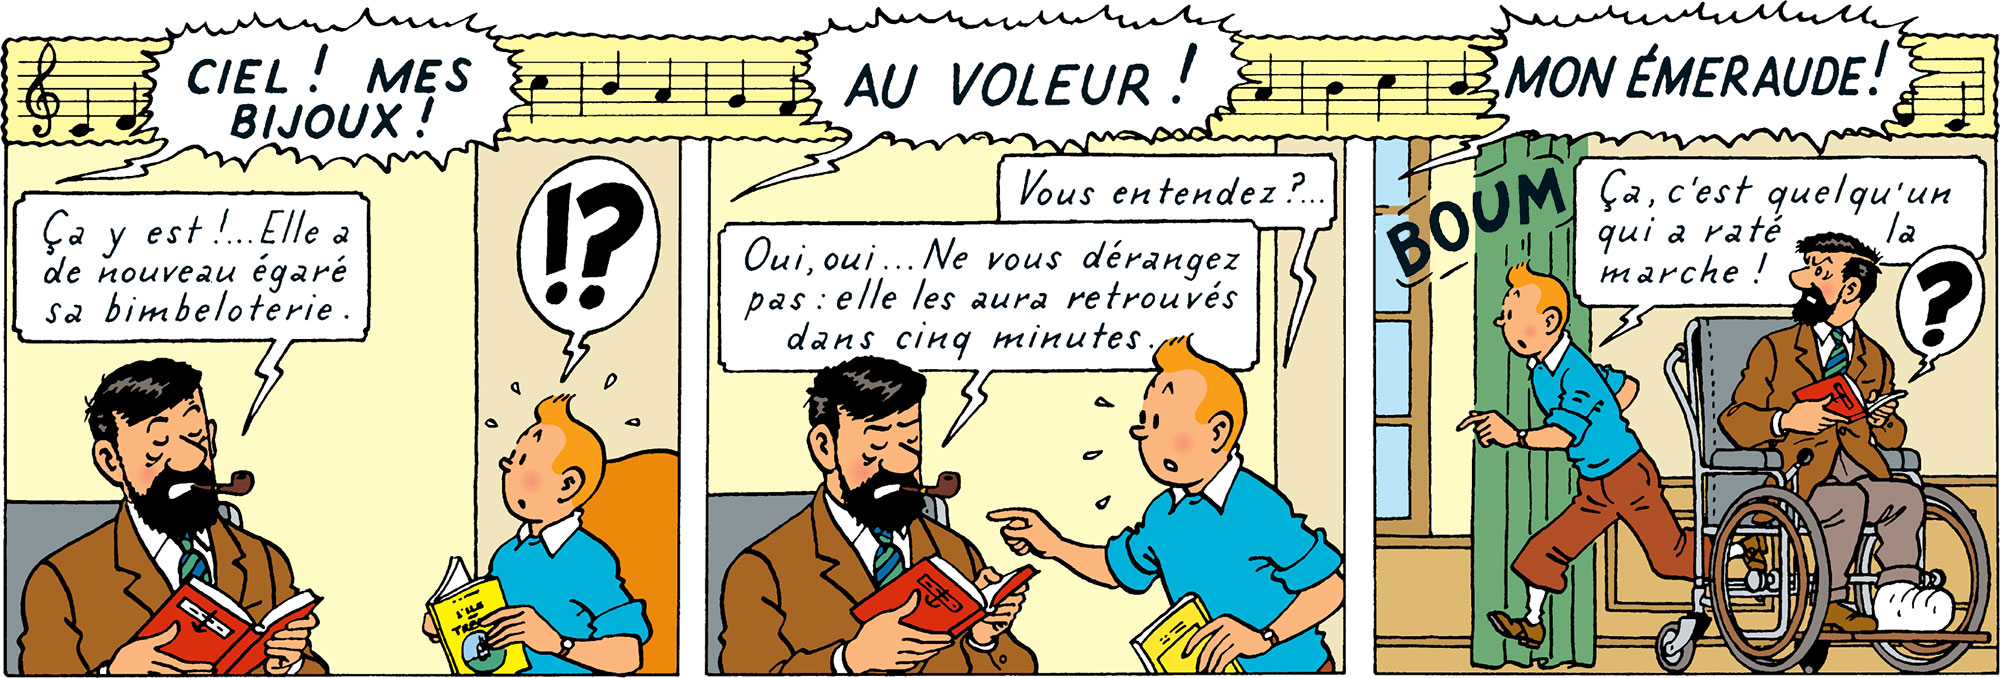 CIEL ! MES
BIJOUX !
Ça y est !... Elle a
de nouveau égaré
sa bimbeloterie.
!?
L'ILE
AU VOLEUR !
Vous entendez ?...
Oui, oui... Ne vous dérangez
pas : elle les aura retrouvés
dans cinq minutes.
MON ÉMERAUDE !
BOUM
Ça, c'est quelqu'un
qui a raté la
marche !
?